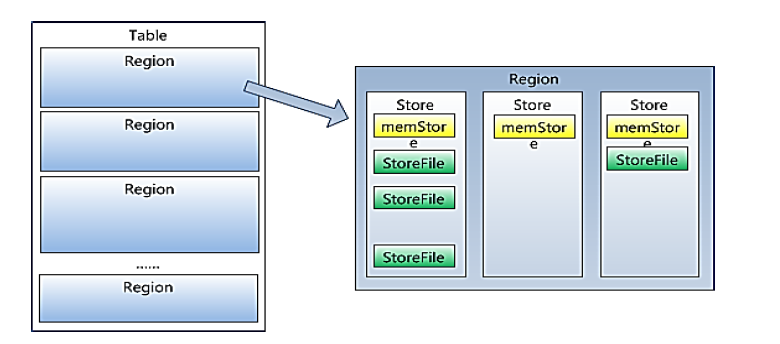 Table
Region
Region
Region
......
Region
Region
Store
memStor
e
StoreFile
StoreFile
StoreFile
Store
memStor
e
Store
memStor
e
StoreFile